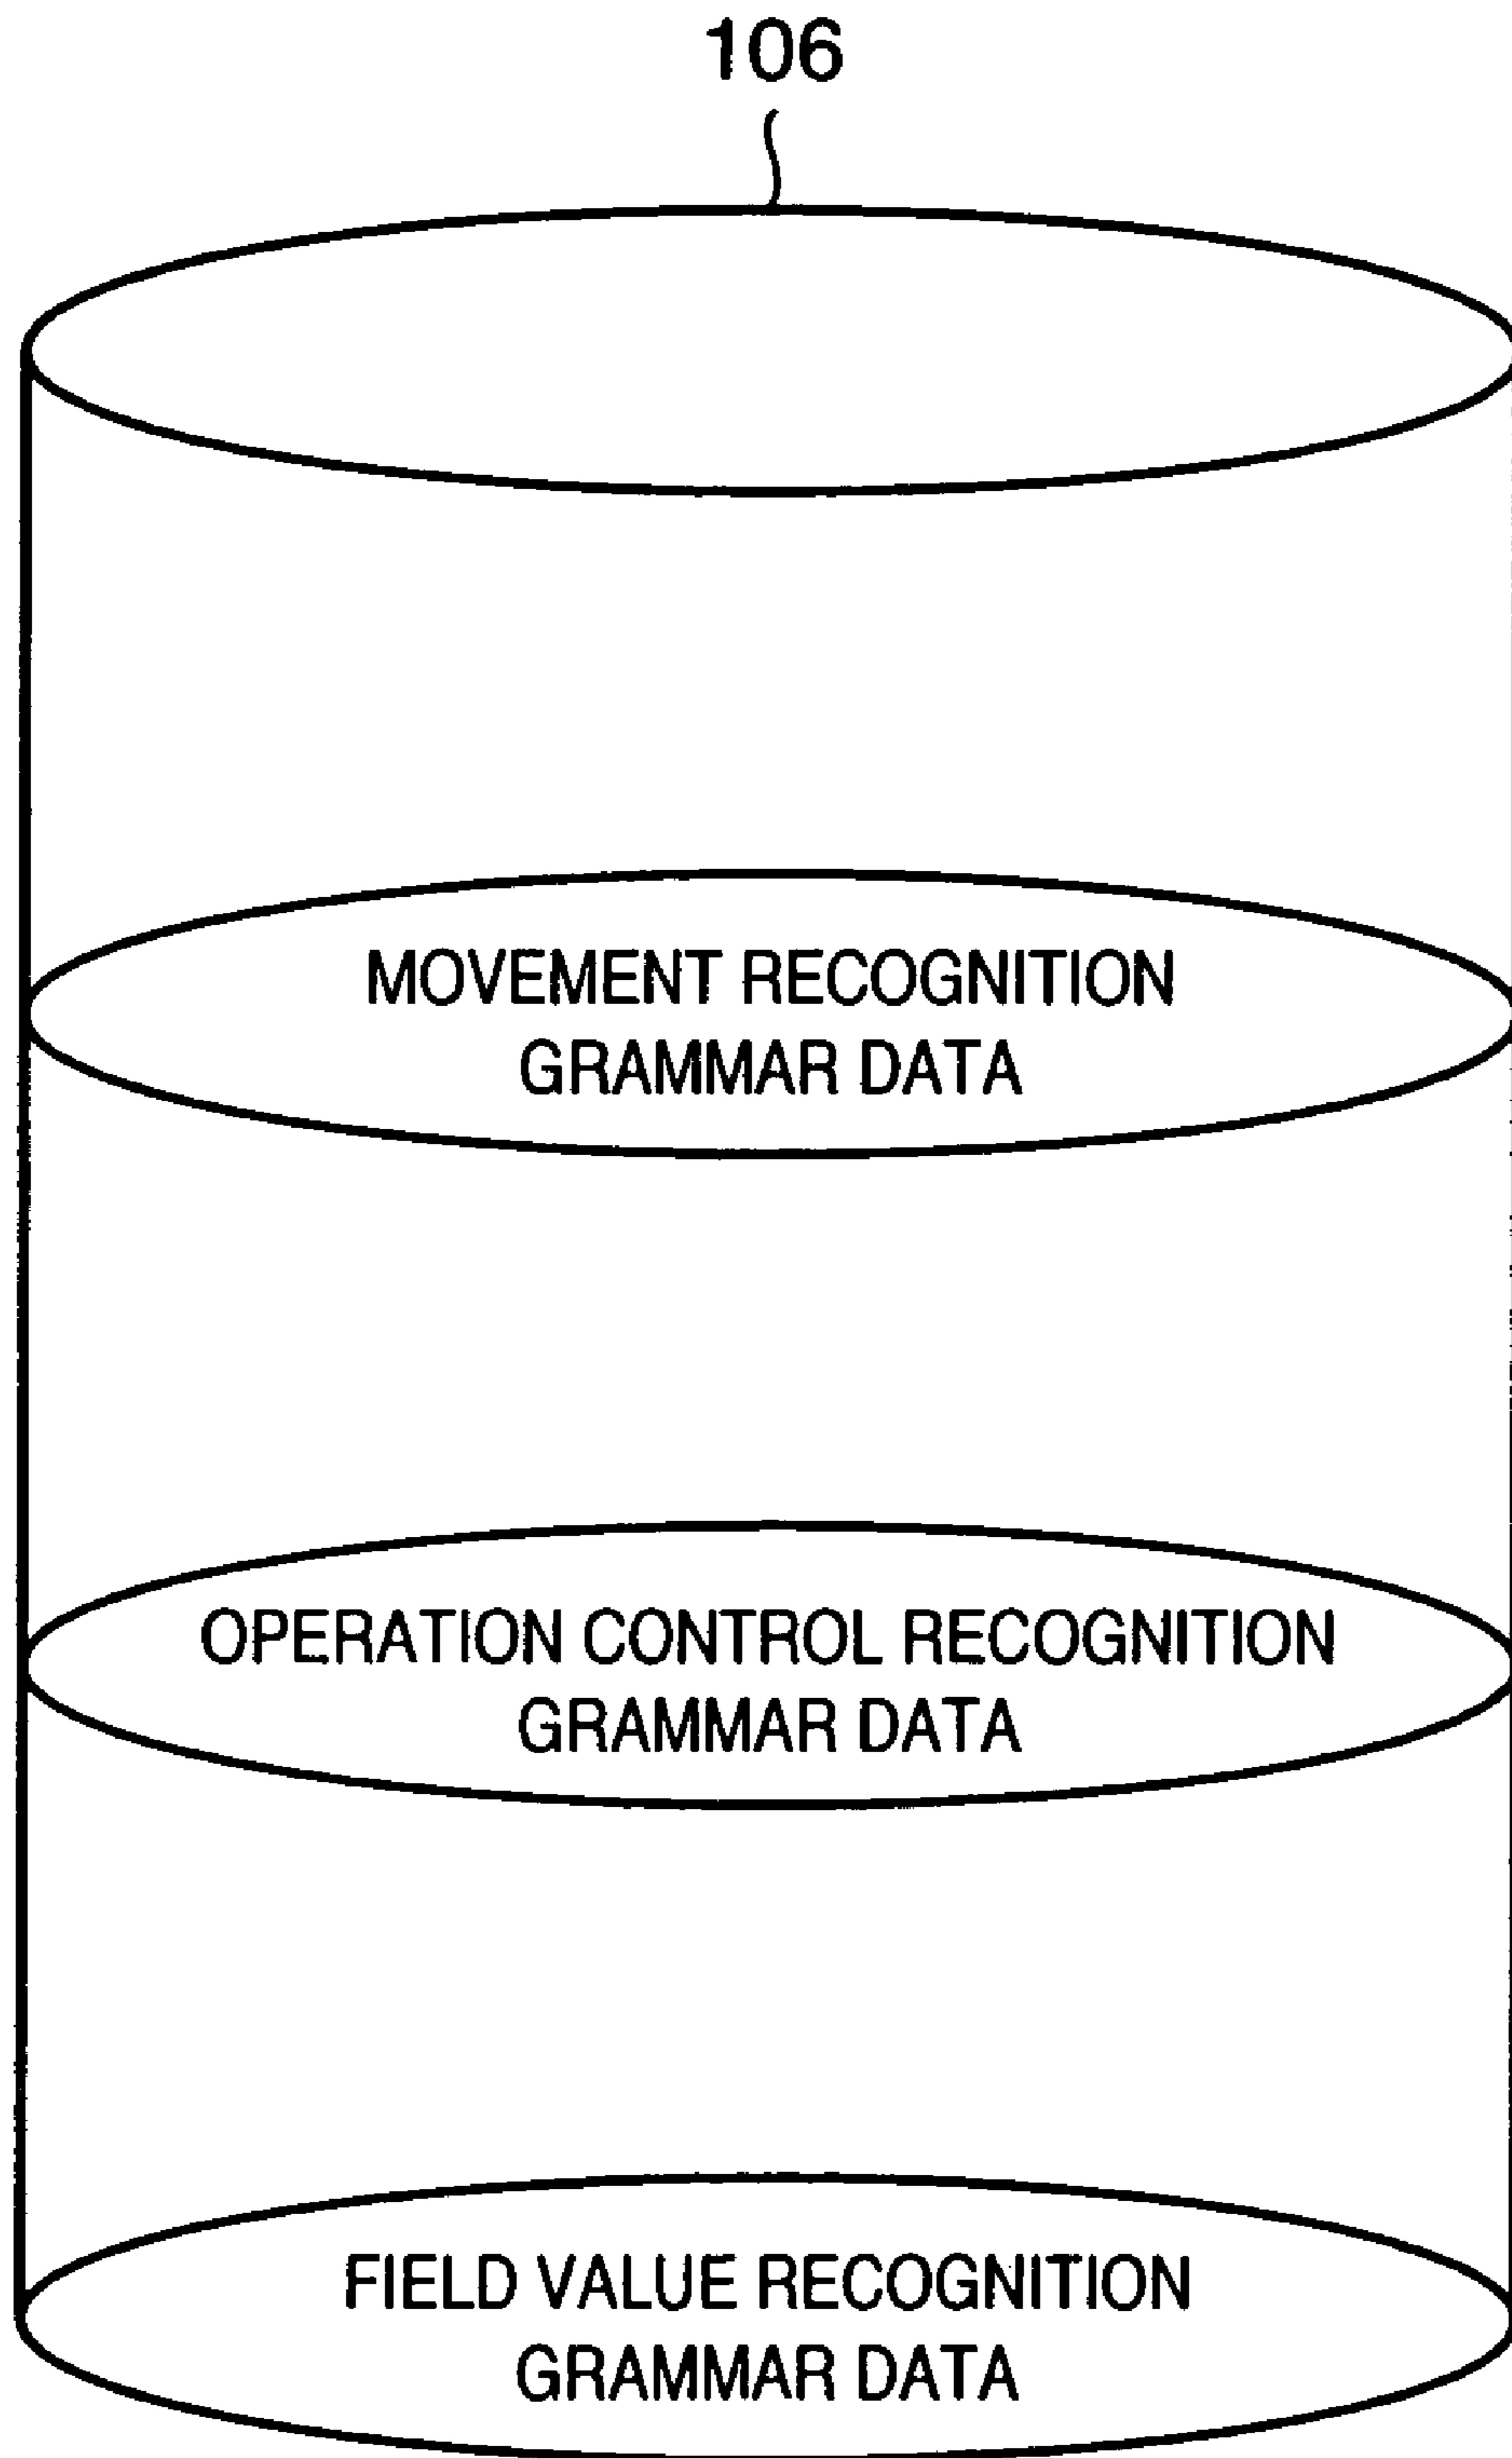 106
MOVEMENT RECOGNITION
GRAMMAR DATA
OPERATION CONTROL RECOGNITION
GRAMMAR DATA
FIELD VALUE RECOGNITION
GRAMMAR DATA